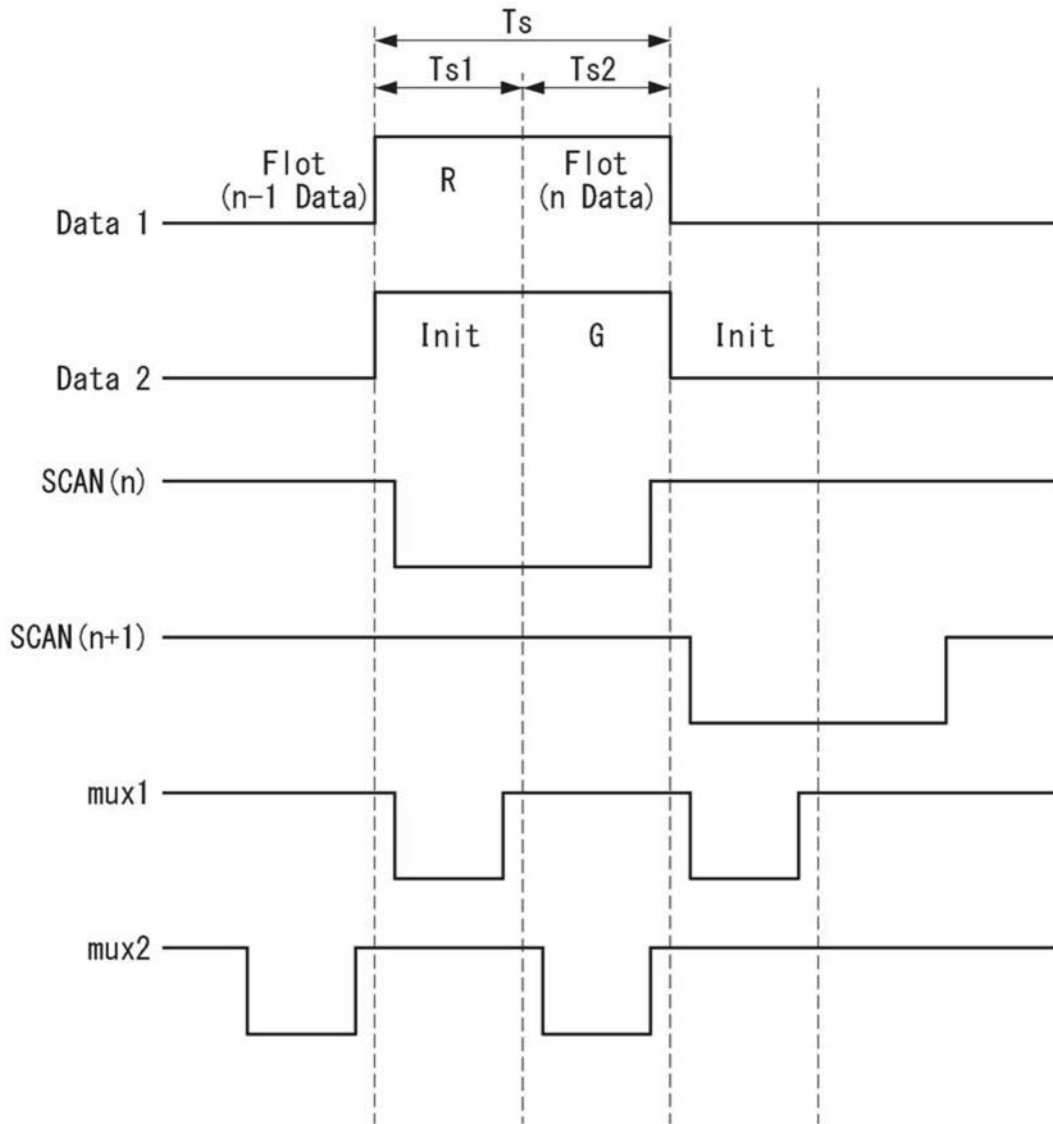 Ts
Ts1 Ts2
Flot
(n-1 Data)
R
Flot
(n Data)
Data 1
Init G Init
Data 2
SCAN(n)
SCAN(n+1)
mux1
mux2